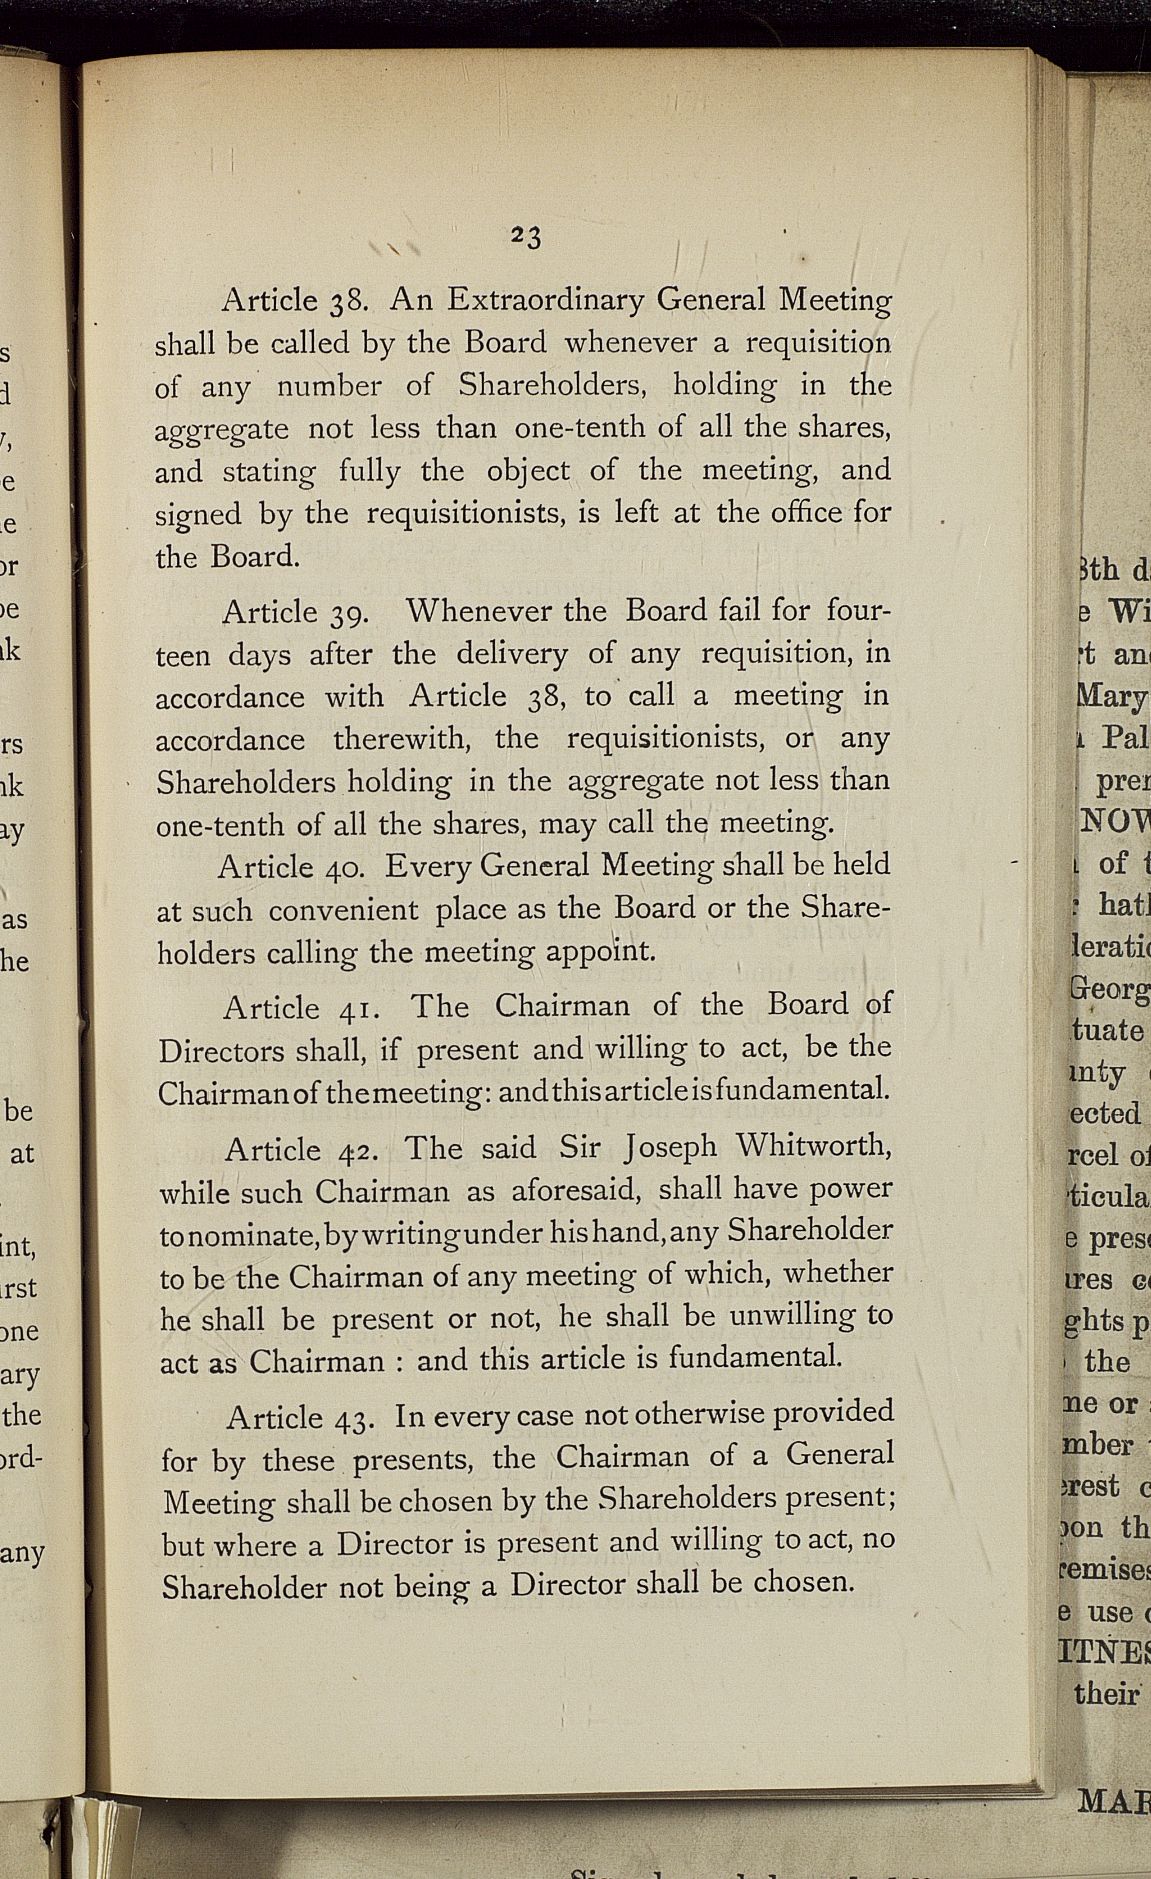 23
Article 38. An Extraordinary General Meeting
shall be called by the Board whenever a requisition
of any number of Shareholders, holding in the
aggregate not less than one-tenth of all the shares,
and stating fully the object of the meeting, and
signed by the requisitionists, is left at the office for
the Board.
Article 39. Whenever the Board fail for four-
teen days after the delivery of any requisition, in
accordance with Article 38, to call a meeting in
accordance therewith, the requisitionists, or any
Shareholders holding in the aggregate not less than
one-tenth of all the shares, may call the meeting.
Article 40. Every General Meeting shall be held
at such convenient place as the Board or the Share-
holders calling the meeting appoint.
Article 41. The Chairman of the Board of
Directors shall, if present and willing to act, be the
Chairman of the meeting: and this article is fundamental.
Article 42. The said Sir Joseph Whitworth,
while such Chairman as aforesaid, shall have power
to nominate, by writing under his hand, any Shareholder
to be the Chairman of any meeting of which, whether
he shall be present or not, he shall be unwilling to
act as Chairman : and this article is fundamental.
Article 43. In every case not otherwise provided
for by these presents, the Chairman of a General
Meeting shall be chosen by the Shareholders present;
but where a Director is present and willing to act, no
Shareholder not being a Director shall be chosen.